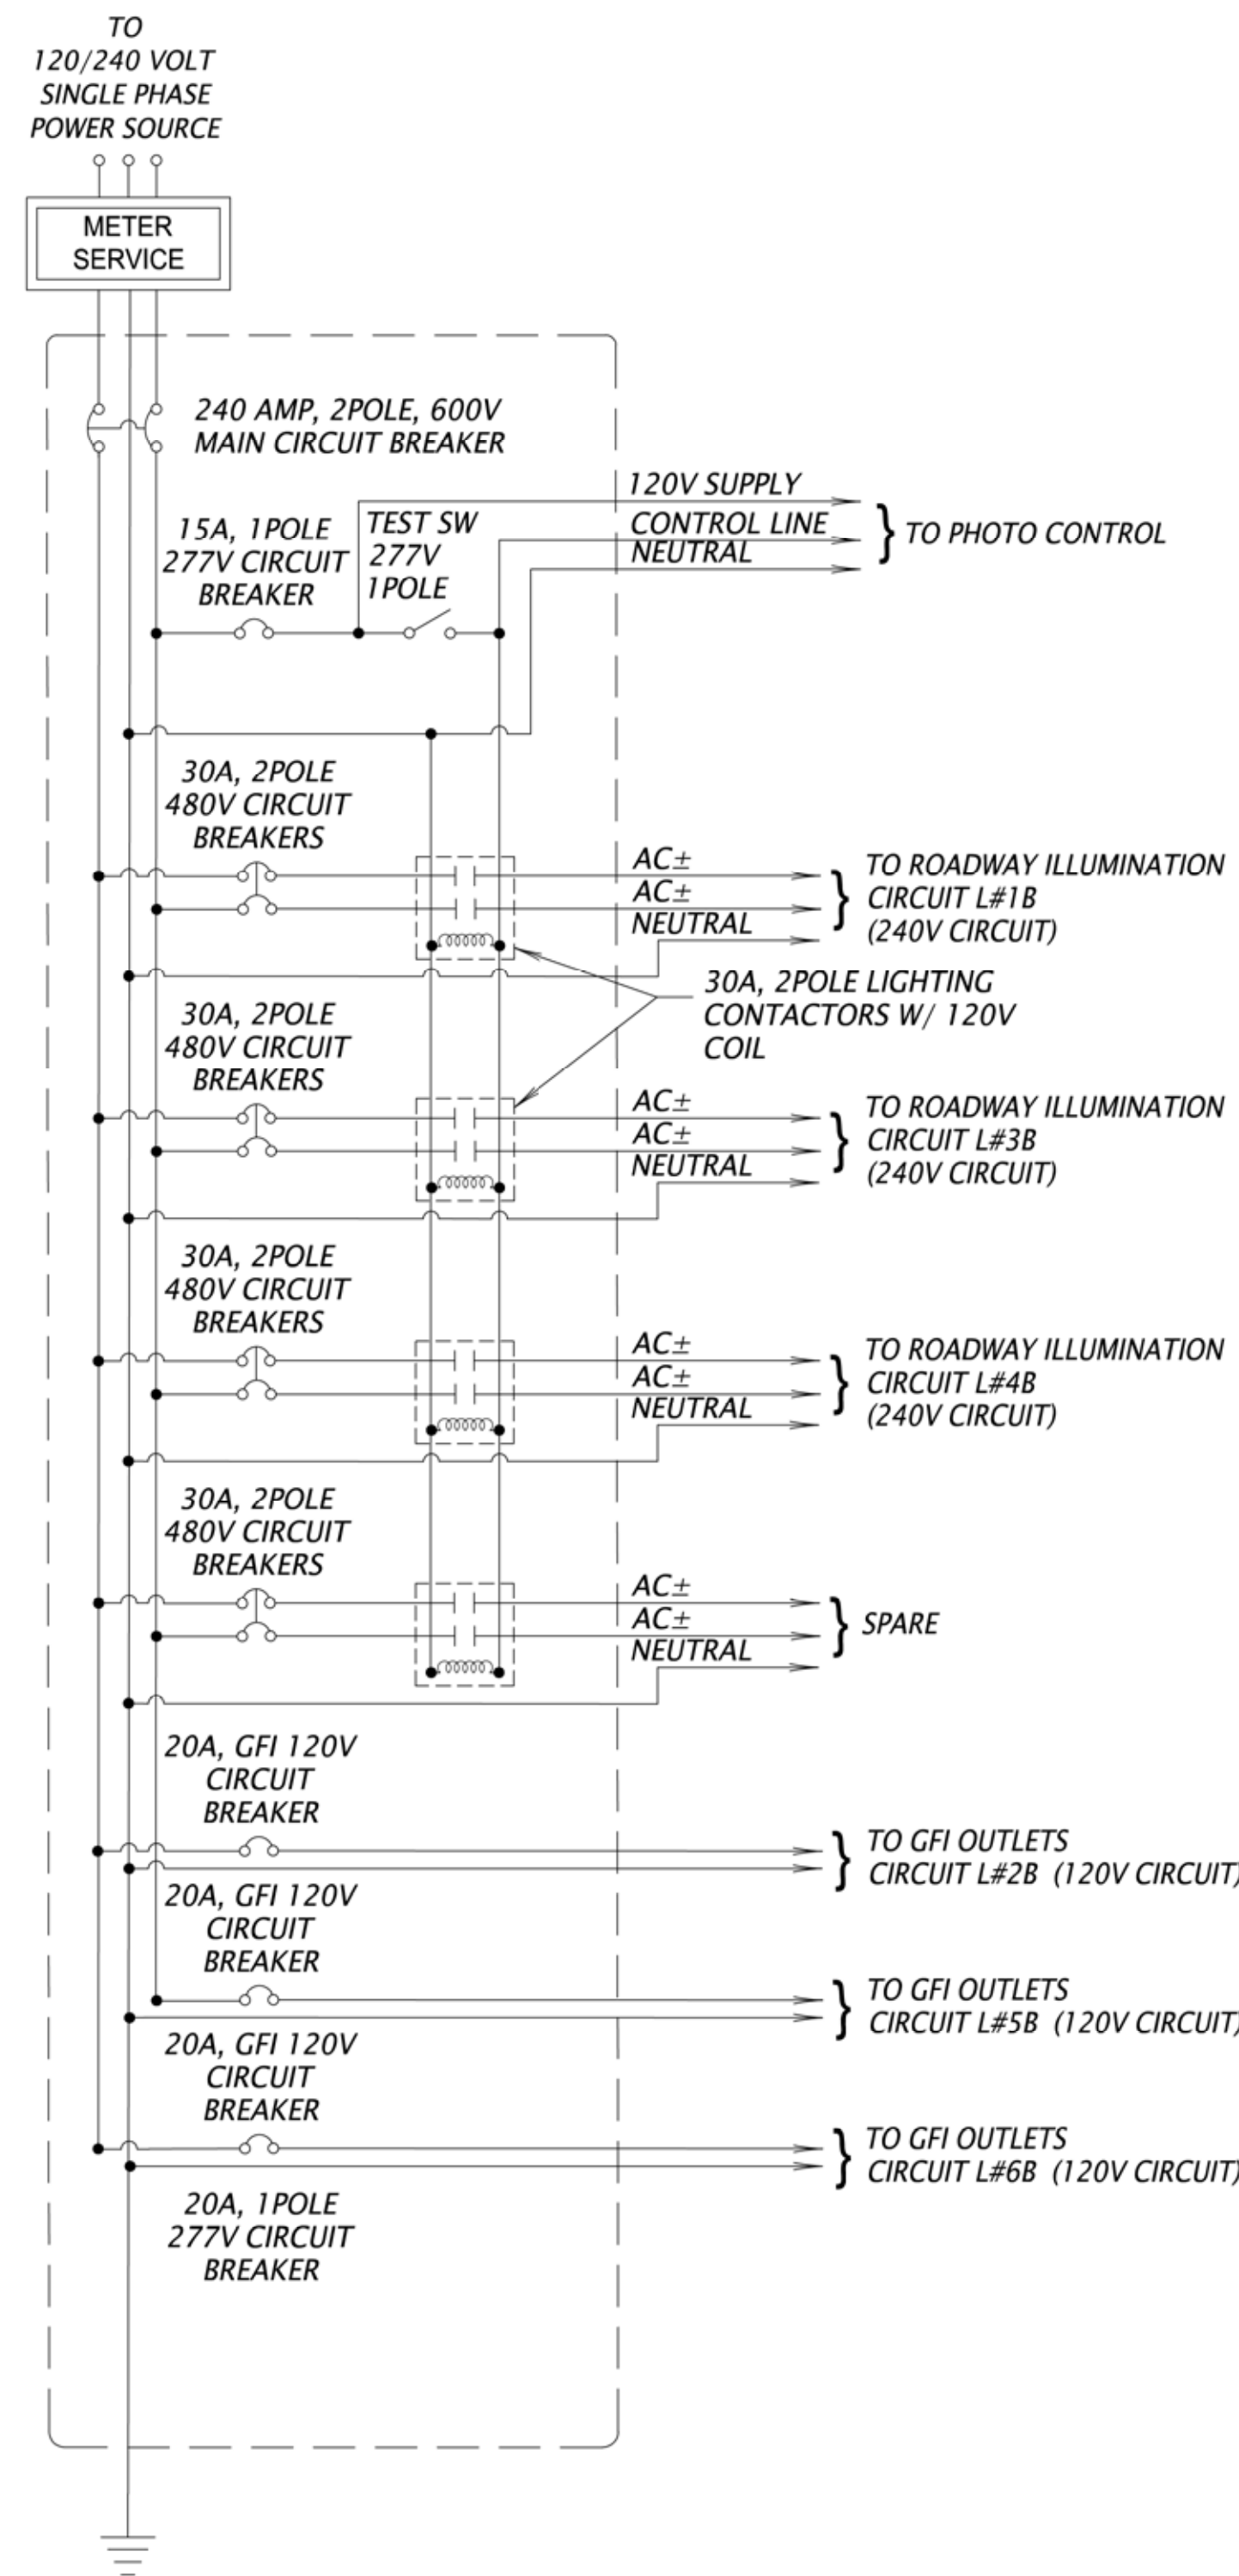 TO
120/240 VOLT
SINGLE PHASE
POWER SOURCE
METER
SERVICE
240 AMP, 2POLE, 600V
MAIN CIRCUIT BREAKER
120V SUPPLY
CONTROL LINE
NEUTRAL
TO PHOTO CONTROL
15A, 1POLE
277V CIRCUIT
BREAKER
TEST SW
277V
1POLE
30A, 2POLE
480V CIRCUIT
BREAKERS
AC±
AC±
NEUTRAL
TO ROADWAY ILLUMINATION
CIRCUIT L#1B
(240V CIRCUIT)
30A, 2POLE LIGHTING
CONTACTORS W/ 120V
COIL
30A, 2POLE
480V CIRCUIT
BREAKERS
AC±
AC±
NEUTRAL
TO ROADWAY ILLUMINATION
CIRCUIT L#3B
(240V CIRCUIT)
30A, 2POLE
480V CIRCUIT
BREAKERS
AC±
AC±
NEUTRAL
TO ROADWAY ILLUMINATION
CIRCUIT L#4B
(240V CIRCUIT)
30A, 2POLE
480V CIRCUIT
BREAKERS
AC±
AC±
NEUTRAL
SPARE
20A, GFI 120V
CIRCUIT
BREAKER
TO GFI OUTLETS
CIRCUIT L#2B (120V CIRCUIT)
20A, GFI 120V
CIRCUIT
BREAKER
TO GFI OUTLETS
CIRCUIT L#5B (120V CIRCUIT)
20A, GFI 120V
CIRCUIT
BREAKER
TO GFI OUTLETS
CIRCUIT L#6B (120V CIRCUIT)
20A, 1POLE
277V CIRCUIT
BREAKER